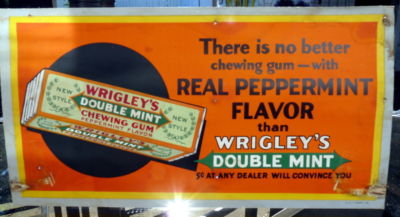 There is no better
chewing gum — with
REAL PEPPERMINT
FLAVOR
than
WRIGLEY'S
DOUBLE MINT
5¢ AT ANY DEALER WILL CONVINCE YOU
NEW
STYLE
WRIGLEY'S
DOUBLE MINT
CHEWING GUM
PEPPERMINT FLAVOR
NEW
STYLE